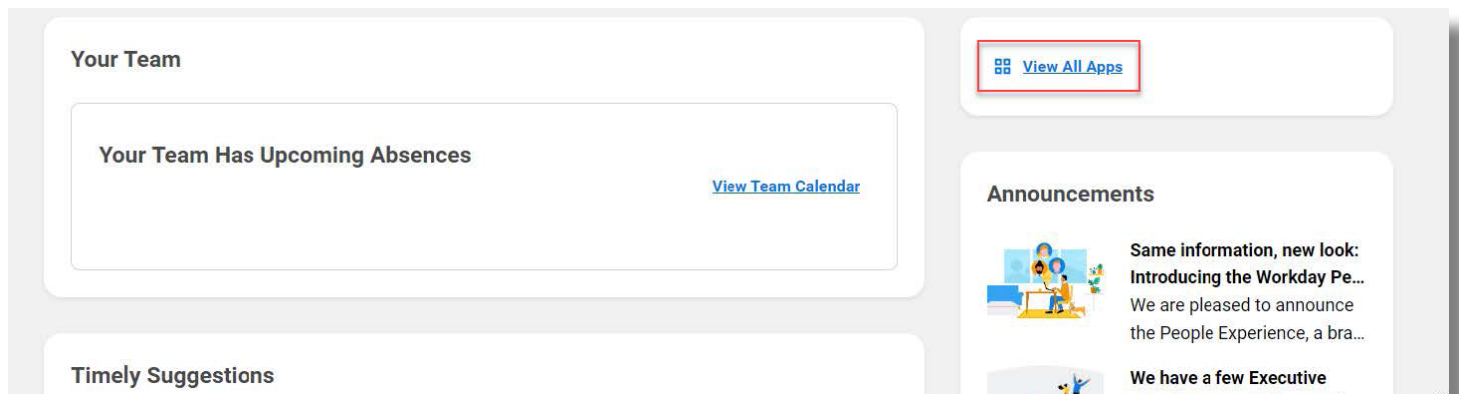 Your Team
Your Team Has Upcoming Absences
View Team Calendar
Timely Suggestions
View All Apps
Announcements
Same information, new look:
Introducing the Workday Pe...
We are pleased to announce
the People Experience, a bra...
We have a few Executive